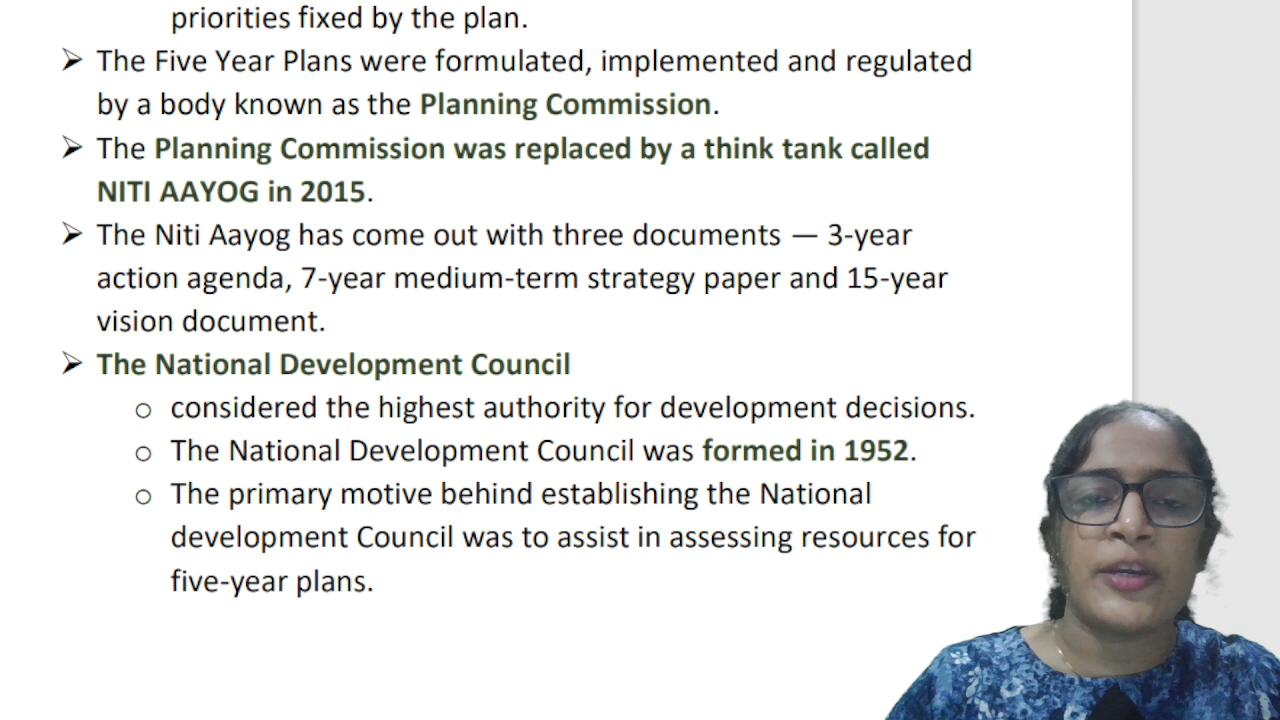 priorities fixed by the plan.
➢ The Five Year Plans were formulated, implemented and regulated
by a body known as the Planning Commission.
➢ The Planning Commission was replaced by a think tank called
NITI AAYOG in 2015.
➢ The Niti Aayog has come out with three documents — 3-year
action agenda, 7-year medium-term strategy paper and 15-year
vision document.
➢ The National Development Council
o considered the highest authority for development decisions.
o The National Development Council was formed in 1952.
o The primary motive behind establishing the National
development Council was to assist in assessing resources for
five-year plans.